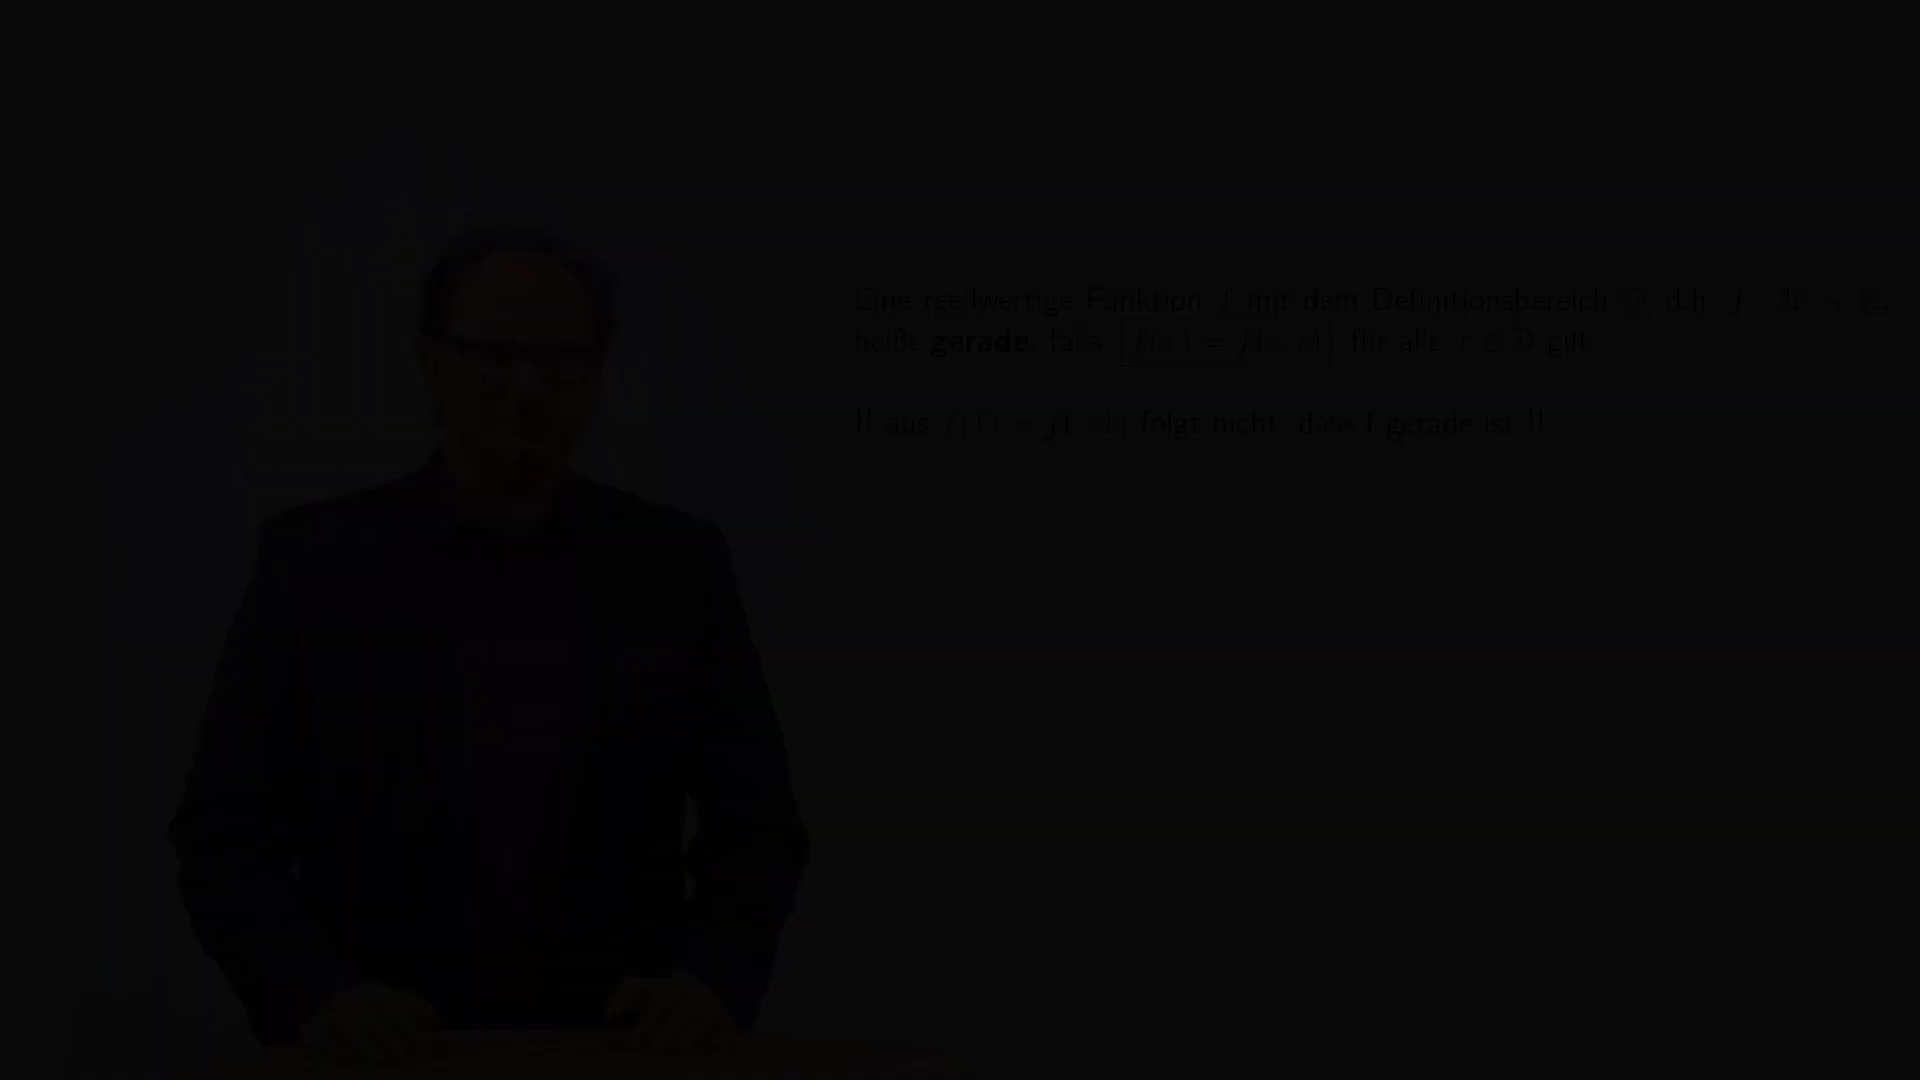 Eine reellwertige Funktion f mit dem Definitionsbereich 𝔻, d.h. f : 𝔻 → ℝ,
heißt gerade, falls f(x) = f(−x) für alle x ∈ 𝔻 gilt.
!! aus f(1) = f(−1) folgt nicht, dass f gerade ist !!